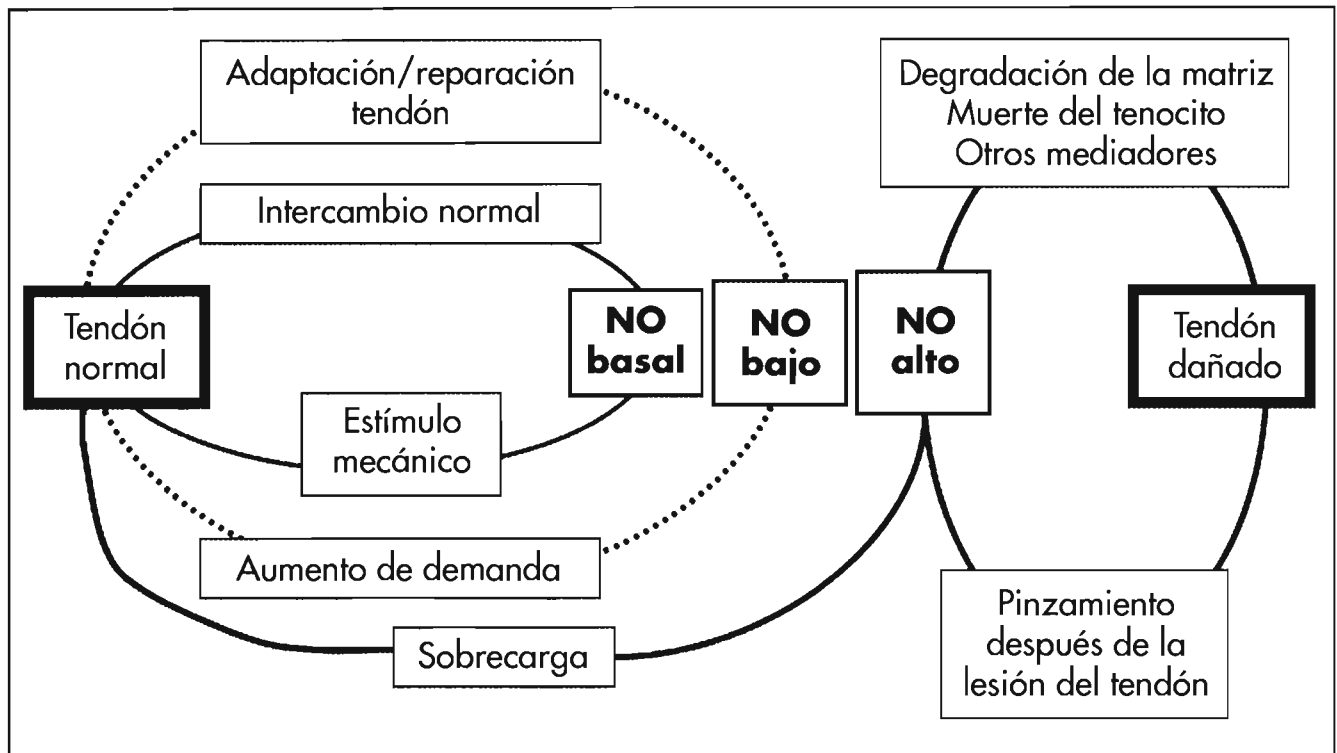 Adaptación/reparación
tendón
Degradación de la matriz
Muerte del tenocito
Otros mediadores
Intercambio normal
Tendón
normal
NO
basal
NO
bajo
NO
alto
Tendón
dañado
Estímulo
mecánico
Aumento de demanda
Sobrecarga
Pinzamiento
después de la
lesión del tendón